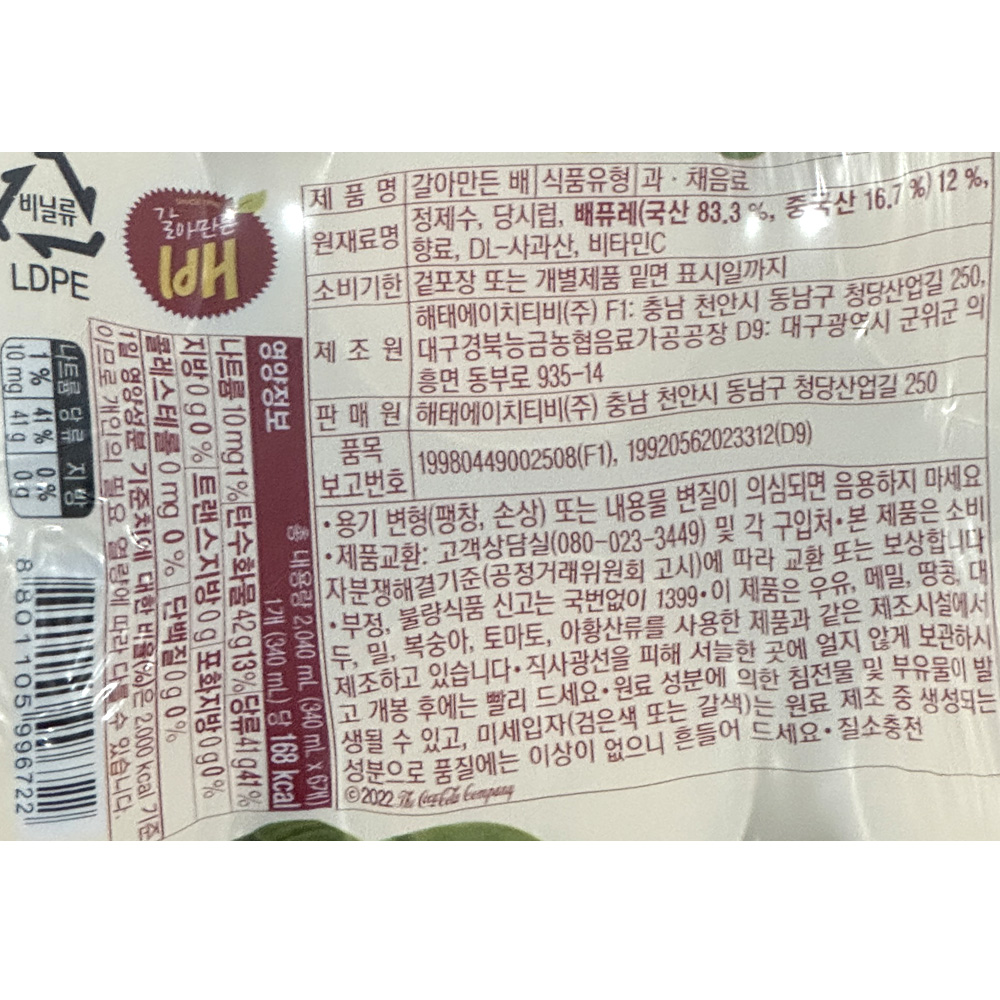 비닐류
LDPE
갈아만든
배
제 품 명 갈아만든 배 식품유형 과·채음료
원재료명 정제수, 당시럽, 배퓨레(국산 83.3 %, 중국산 16.7 %) 12 %,
향료, DL-사과산, 비타민C
소비기한 겉포장 또는 개별제품 밑면 표시일까지
제 조 원 해태에이치티비(주) F1: 충남 천안시 동남구 청당산업길 250,
대구경북능금농협음료가공공장 D9: 대구광역시 군위군 의
흥면 동부로 935-14
판 매 원 해태에이치티비(주) 충남 천안시 동남구 청당산업길 250
품목
보고번호 19980449002508(F1), 19920562023312(D9)
•용기 변형(팽창, 손상) 또는 내용물 변질이 의심되면 음용하지 마세요
•제품교환: 고객상담실(080-023-3449) 및 각 구입처•본 제품은 소비
자분쟁해결기준(공정거래위원회 고시)에 따라 교환 또는 보상합니다
•부정, 불량식품 신고는 국번없이 1399•이 제품은 우유, 메밀, 땅콩, 대
두, 밀, 복숭아, 토마토, 아황산류를 사용한 제품과 같은 제조시설에서
제조하고 있습니다•직사광선을 피해 서늘한 곳에 얼지 않게 보관하시
고 개봉 후에는 빨리 드세요•원료 성분에 의한 침전물 및 부유물이 발
생될 수 있고, 미세입자(검은색 또는 갈색)는 원료 제조 중 생성되는
성분으로 품질에는 이상이 없으니 흔들어 드세요•질소충전
©2022 The Coca-Cola Company
영양정보
총 내용량 2,040 mL (340 mL x 6개)
1개 (340 mL) 당 168 kcal
나트륨 10 mg 1 % 탄수화물 42 g 13 % 당류 41 g 41 %
지방 0 g 0 % 트랜스지방 0 g 포화지방 0 g 0 %
콜레스테롤 0 mg 0 % 단백질 0 g 0 %
1일 영양성분 기준치에 대한 비율(%)은 2,000 kcal 기준
이므로 개인의 필요 열량에 따라 다를 수 있습니다.
나트륨 당류 지방
1 % 41 % 0 %
10 mg 41 g 0 g
8 801105 996722